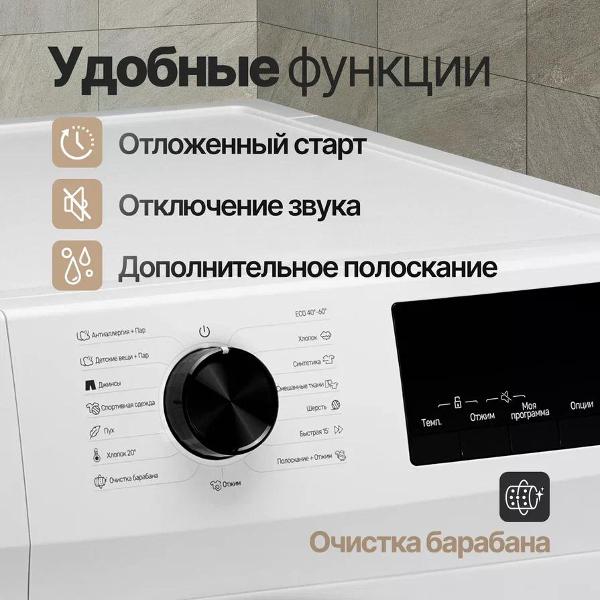 Удобные функции
Отложенный старт
Отключение звука
Дополнительное полоскание
Антиаллергия + Пар
Детские вещи + Пар
Джинсы
Спортивная одежда
Пух
Хлопок 20°
Очистка барабана
Отжим
ECO 40°-60°
Хлопок
Синтетика
Смешанные ткани
Шерсть
Быстрая 15'
Полоскание + Отжим
Темп.
Отжим
Моя
программа
Опции
Очистка барабана